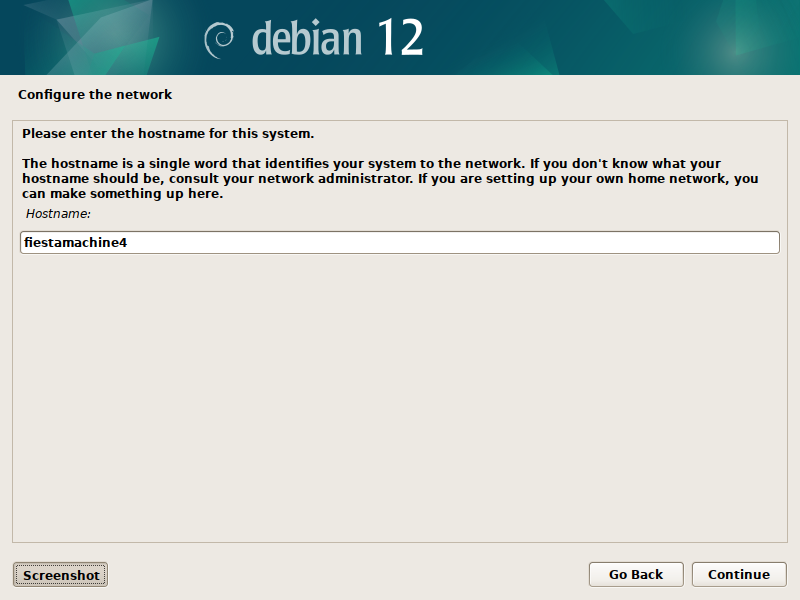 debian 12
Configure the network
Please enter the hostname for this system.
The hostname is a single word that identifies your system to the network. If you don't know what your
hostname should be, consult your network administrator. If you are setting up your own home network, you
can make something up here.
Hostname:
fiestamachine4
Screenshot
Go Back
Continue